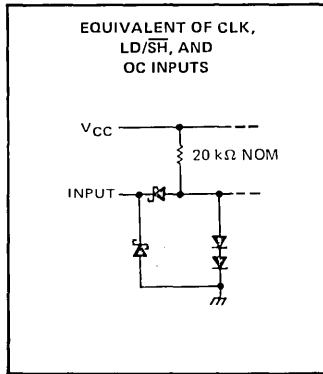 EQUIVALENT OF CLK,
LD/SH, AND
OC INPUTS
VCC
20 kΩ NOM
INPUT